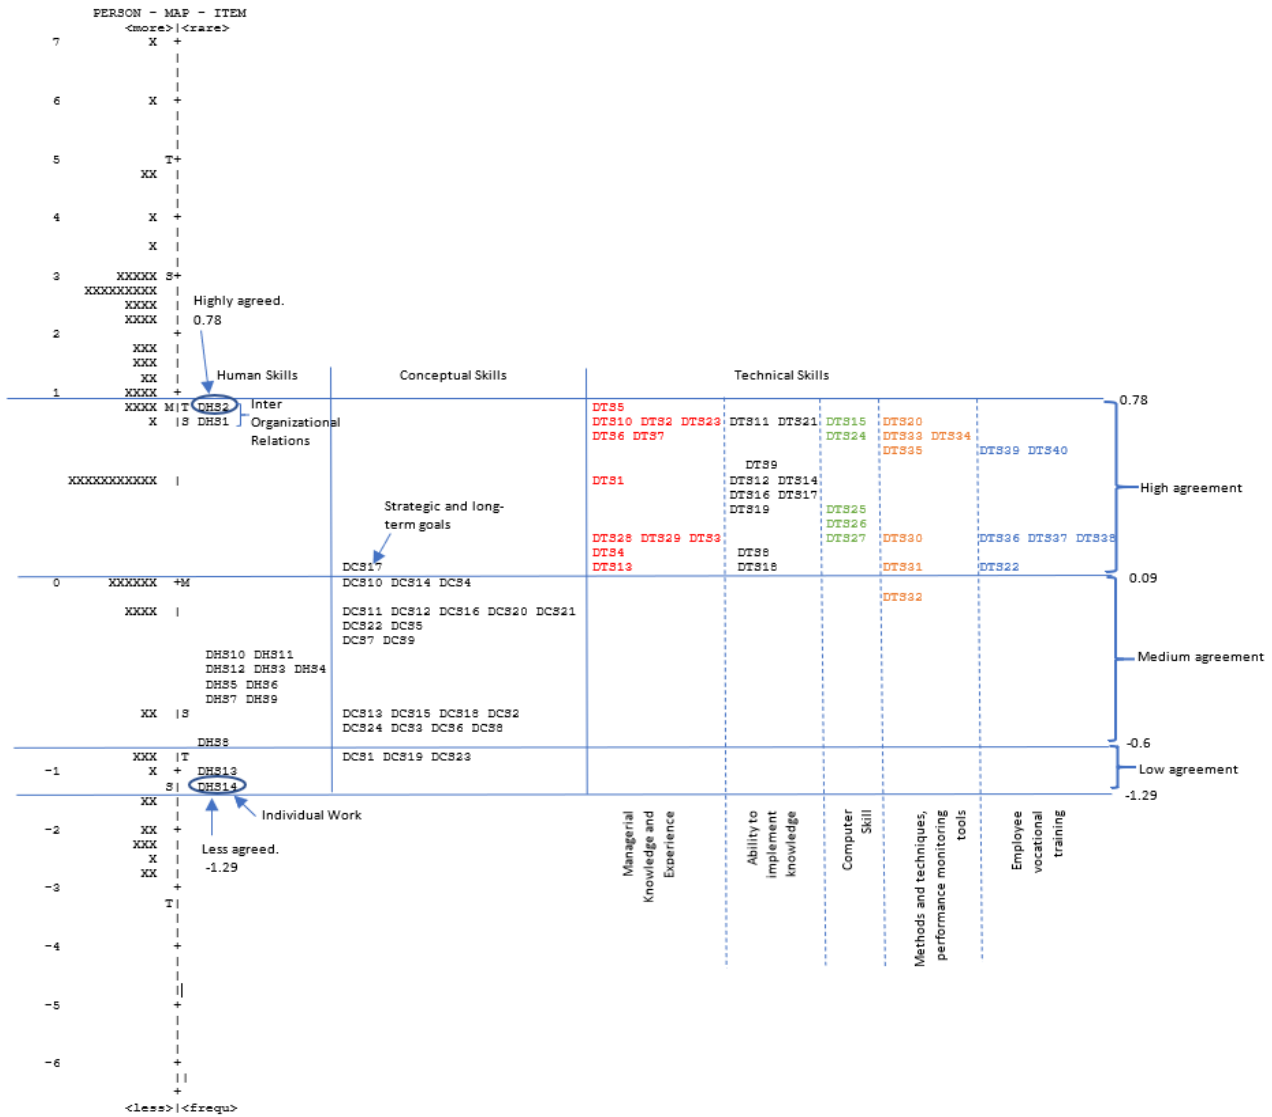 PERSON - MAP - ITEM
<more>|<rare>
7 X +
|
|
|
6 X +
|
|
|
5 T+
XX |
|
|
4 X +
|
X |
|
3 XXXXX S+
XXXXXXXXX |
XXXX |
Highly agreed.
XXXX |
0.78
2 +
XXX |
XXX |
XX |
Human Skills Conceptual Skills Technical Skills
1 XXXX +
0.78
XXXX M|T DHS2 Inter DTS5
X |S DHS1 Organizational DTS10 DTS2 DTS23 DTS11 DTS21 DTS15 DTS20
Relations DTS6 DTS7 DTS24 DTS33 DTS34
DTS35 DTS39 DTS40
DTS9
XXXXXXXXXXX | DTS1 DTS12 DTS14
High agreement
DTS16 DTS17
Strategic and long-
term goals
DTS19 DTS25
DTS26
DTS28 DTS29 DTS3 DTS27 DTS30 DTS36 DTS37 DTS38
DTS4 DTS8
DCS17 DTS13 DTS18 DTS31 DTS22
0 XXXXXX +M DCS10 DCS14 DCS4 0.09
DTS32
XXXX | DCS11 DCS12 DCS16 DCS20 DCS21
DCS22 DCS5
DCS7 DCS9
DHS10 DHS11
Medium agreement
DHS12 DHS3 DHS4
DHS5 DHS6
DHS7 DHS9
XX |S DCS13 DCS15 DCS18 DCS2
DCS24 DCS3 DCS6 DCS8
DHS8 -0.6
XXX |T DCS1 DCS19 DCS23
-1 X + DHS13 Low agreement
S| DHS14
-1.29
XX |
Individual Work
-2 XX +
XXX |
Less agreed.
X |
-1.29
XX |
Managerial
Knowledge and
Experience
Ability to
implement
knowledge
Computer
Skill
Methods and techniques,
performance monitoring
tools
Employee
vocational
training
-3 +
T|
|
|
-4 +
|
|
|
-5 +
|
|
|
-6 +
||
+
<less>|<frequ>